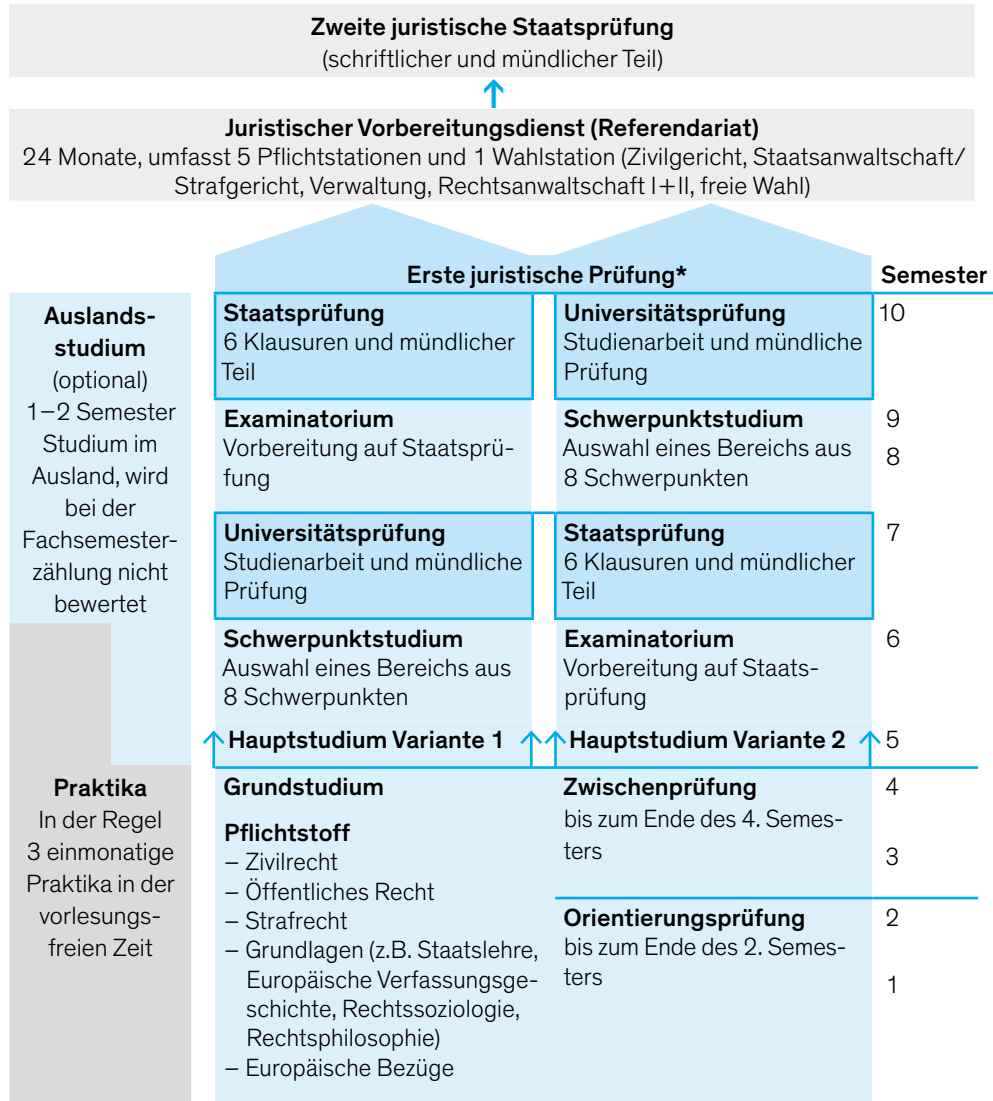 Zweite juristische Staatsprüfung
(schriftlicher und mündlicher Teil)
Juristischer Vorbereitungsdienst (Referendariat)
24 Monate, umfasst 5 Pflichtstationen und 1 Wahlstation (Zivilgericht, Staatsanwaltschaft/
Strafgericht, Verwaltung, Rechtsanwaltschaft I+II, freie Wahl)
Erste juristische Prüfung*
Semester
Auslands-
studium
(optional)
1–2 Semester
Studium im
Ausland, wird
bei der
Fachsemester-
zählung nicht
bewertet
Praktika
In der Regel
3 einmonatige
Praktika in der
vorlesungs-
freien Zeit
Staatsprüfung
6 Klausuren und mündlicher
Teil
Universitätsprüfung
Studienarbeit und mündliche
Prüfung
10
Examinatorium
Vorbereitung auf Staatsprü-
fung
Schwerpunktstudium
Auswahl eines Bereichs aus
8 Schwerpunkten
9
8
Universitätsprüfung
Studienarbeit und mündliche
Prüfung
Staatsprüfung
6 Klausuren und mündlicher
Teil
7
Schwerpunktstudium
Auswahl eines Bereichs aus
8 Schwerpunkten
Examinatorium
Vorbereitung auf Staats-
prüfung
6
Hauptstudium Variante 1
Hauptstudium Variante 2
5
Grundstudium
Pflichtstoff
– Zivilrecht
– Öffentliches Recht
– Strafrecht
– Grundlagen (z.B. Staatslehre,
Europäische Verfassungsge-
schichte, Rechtssoziologie,
Rechtsphilosophie)
– Europäische Bezüge
Zwischenprüfung
bis zum Ende des 4. Semes-
ters
4
3
Orientierungsprüfung
bis zum Ende des 2. Semes-
ters
2
1